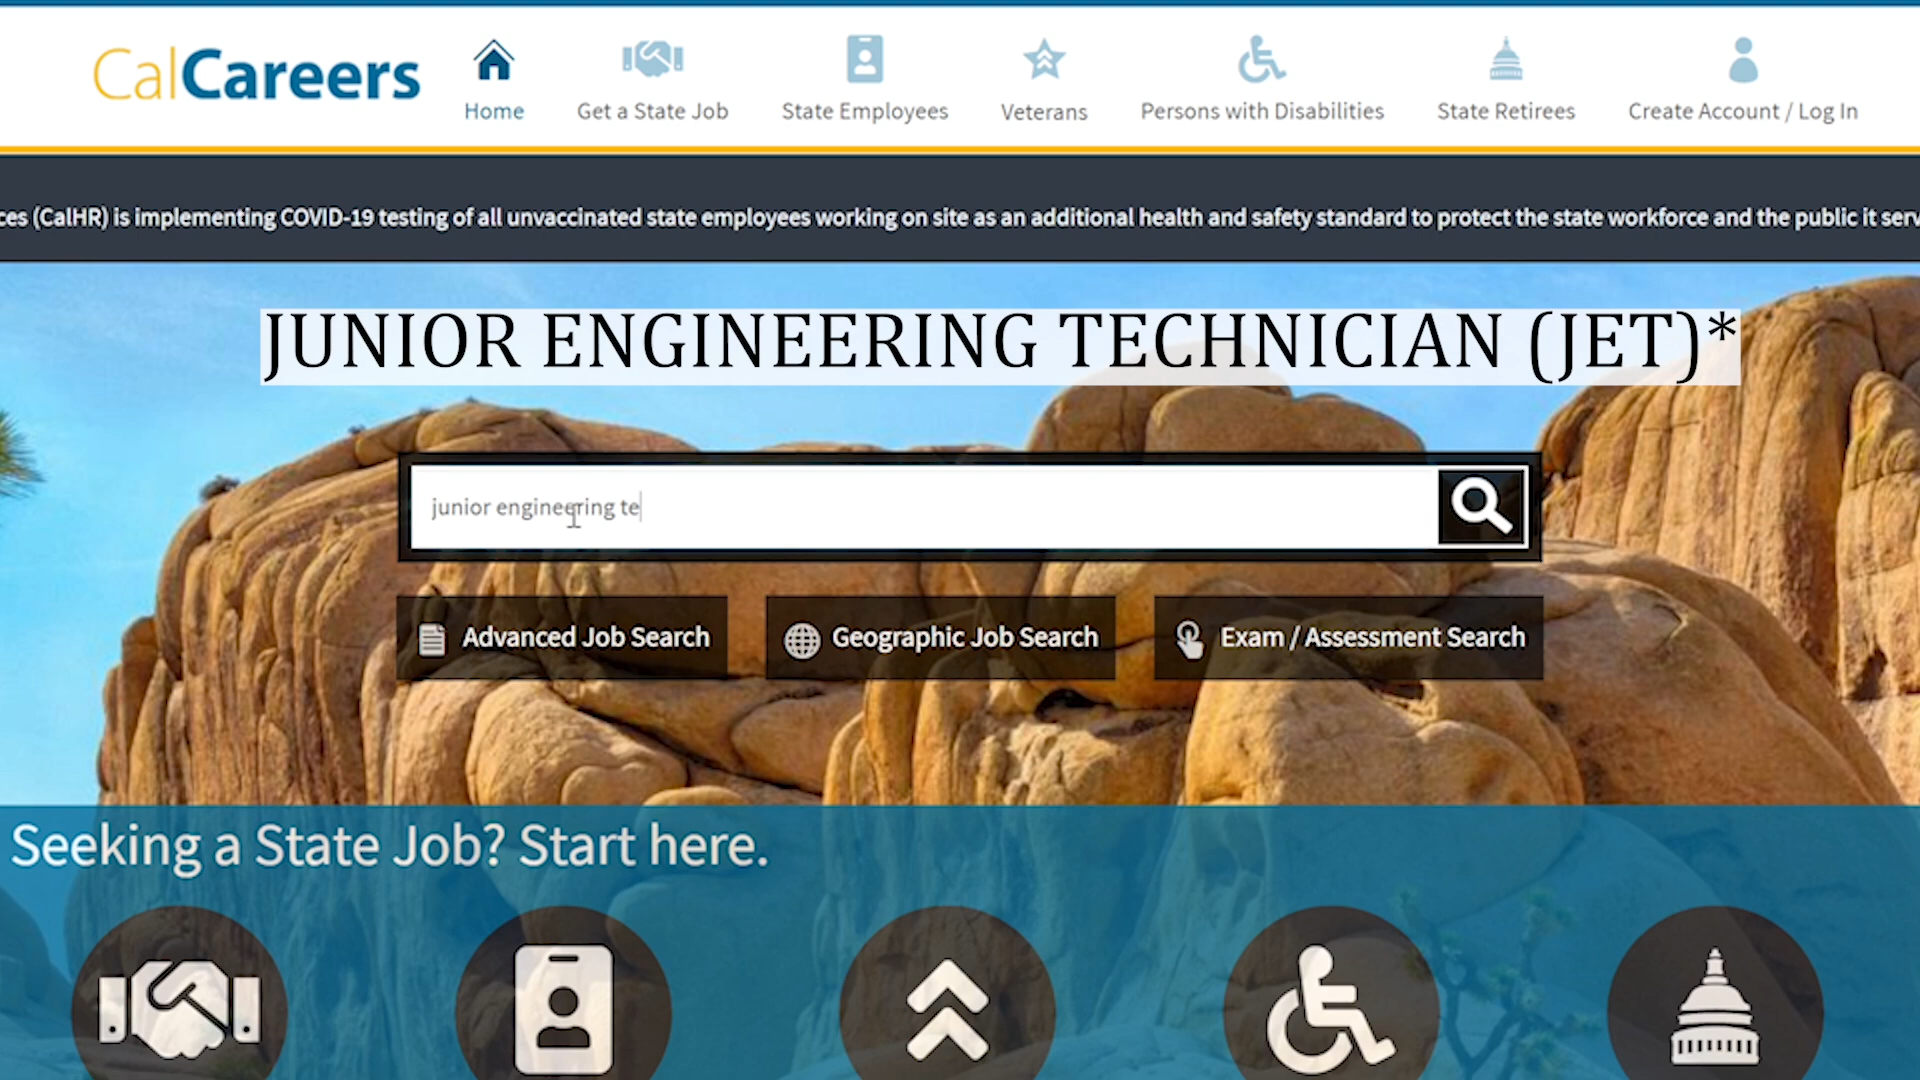 CalCareers
Home
Get a State Job
State Employees
Veterans
Persons with Disabilities
State Retirees
Create Account / Log In
(CalHR) is implementing COVID-19 testing of all unvaccinated state employees working on site as an additional health and safety standard to protect the state workforce and the public it
JUNIOR ENGINEERING TECHNICIAN (JET)*
junior engineering te
Advanced Job Search
Geographic Job Search
Exam / Assessment Search
Seeking a State Job? Start here.